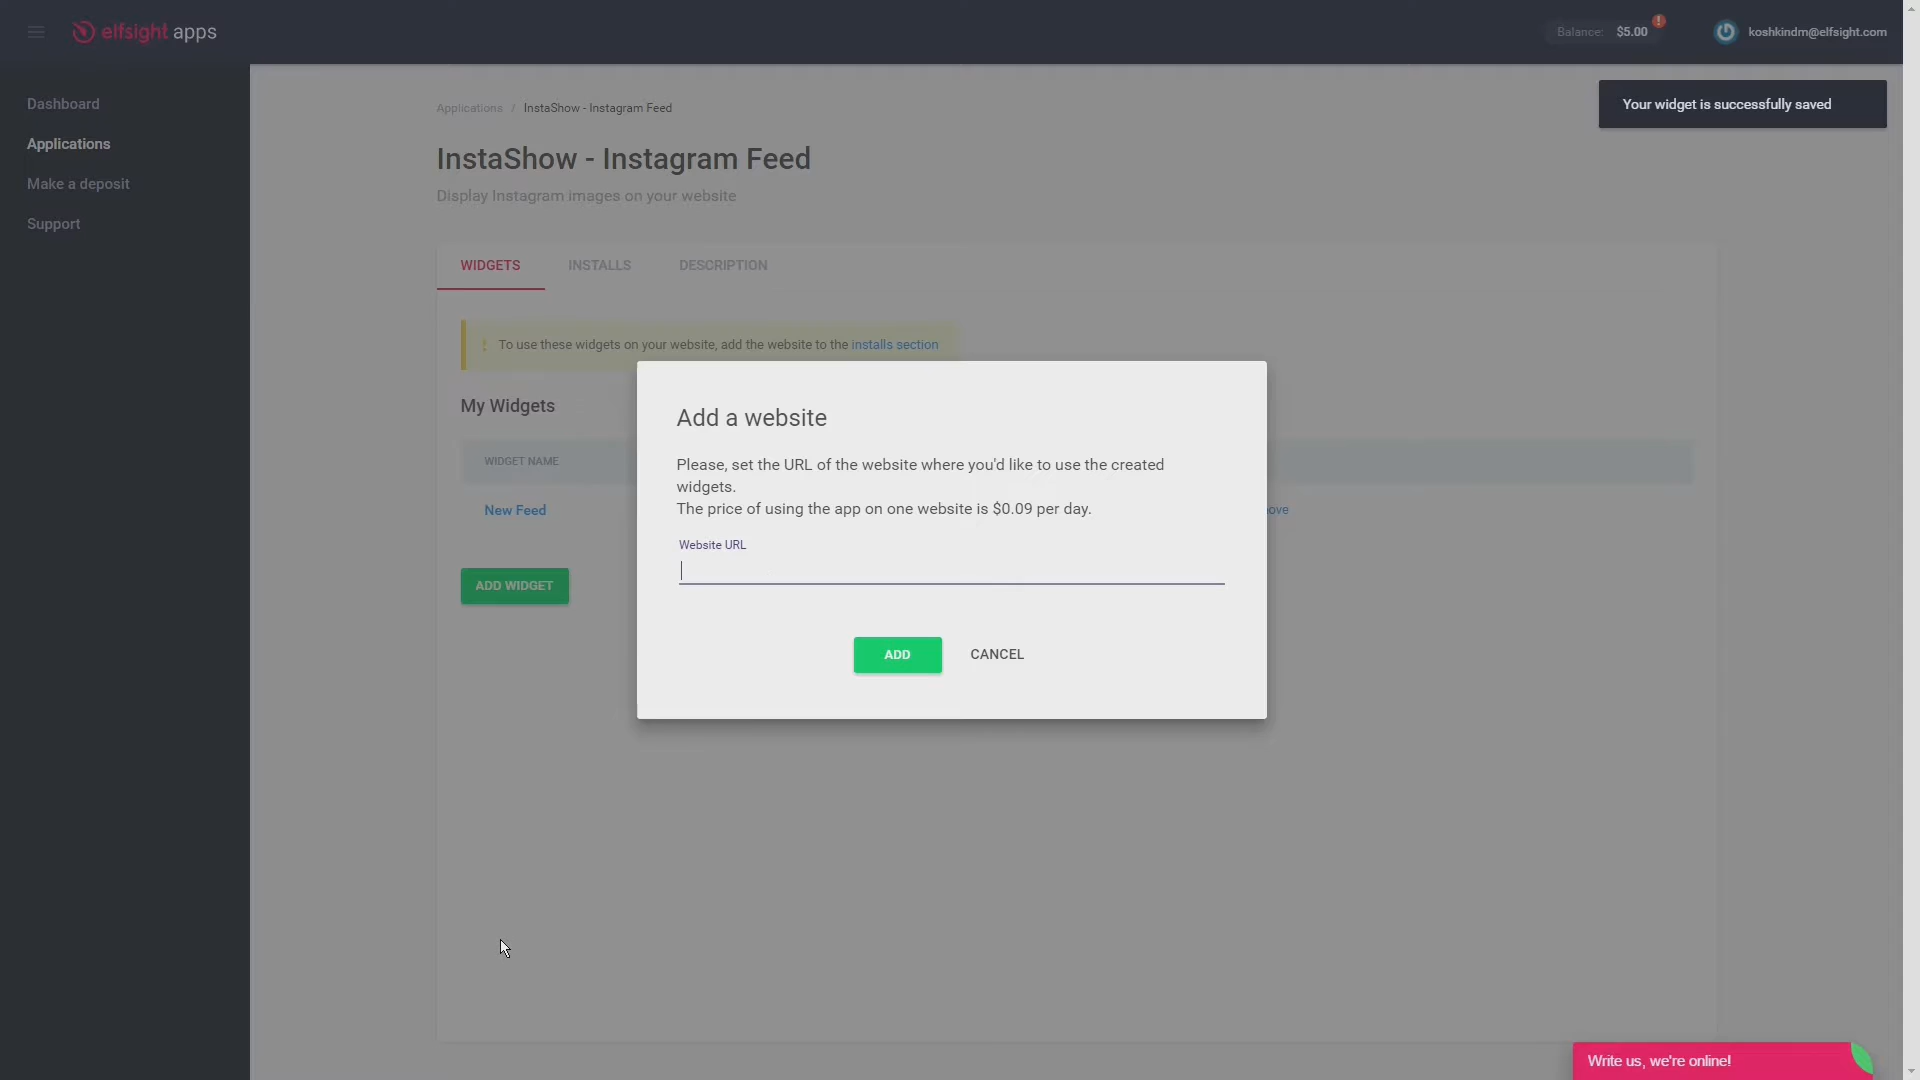 elfsight apps
Balance: $5.00
!
koshkindm@elfsight.com
Dashboard
Applications
Make a deposit
Support
Applications / InstaShow - Instagram Feed
Your widget is successfully saved
InstaShow - Instagram Feed
Display Instagram images on your website
WIDGETS INSTALLS DESCRIPTION
! To use these widgets on your website, add the website to the installs section
My Widgets
WIDGET NAME
New Feed
ove
ADD WIDGET
Add a website
Please, set the URL of the website where you'd like to use the created
widgets.
The price of using the app on one website is $0.09 per day.
Website URL
ADD CANCEL
Write us, we're online!